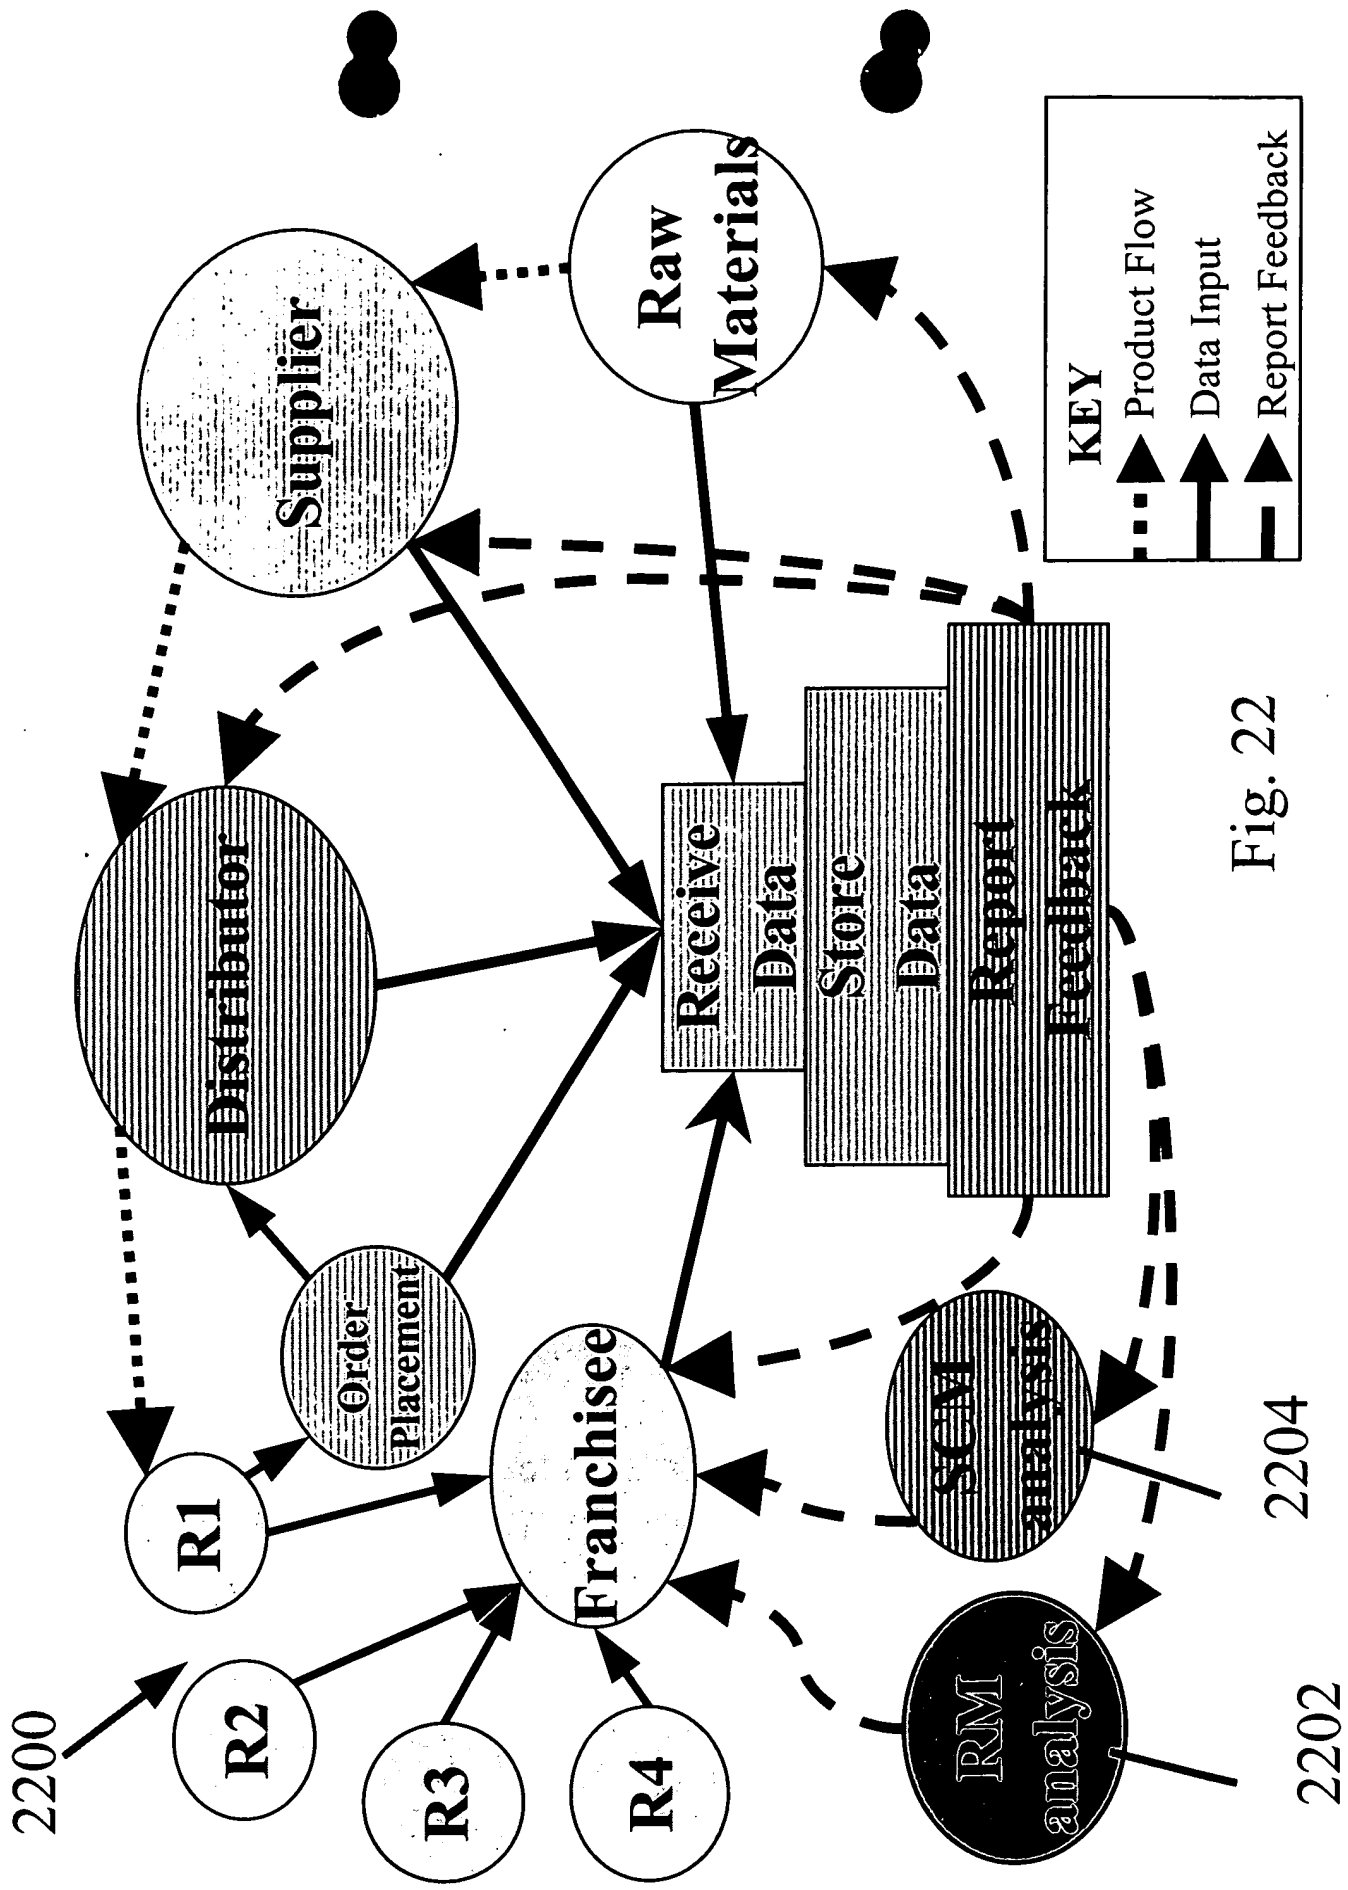 2200
R1
R2
R3
R4
Order
Placement
Distributor
Supplier
Raw
Materials
Franchisee
Receive
Data
Store
Data
Report
Feedback
RM
analysis
SCM
analysis
2202
2204
Fig. 22
KEY
Product Flow
Data Input
Report Feedback